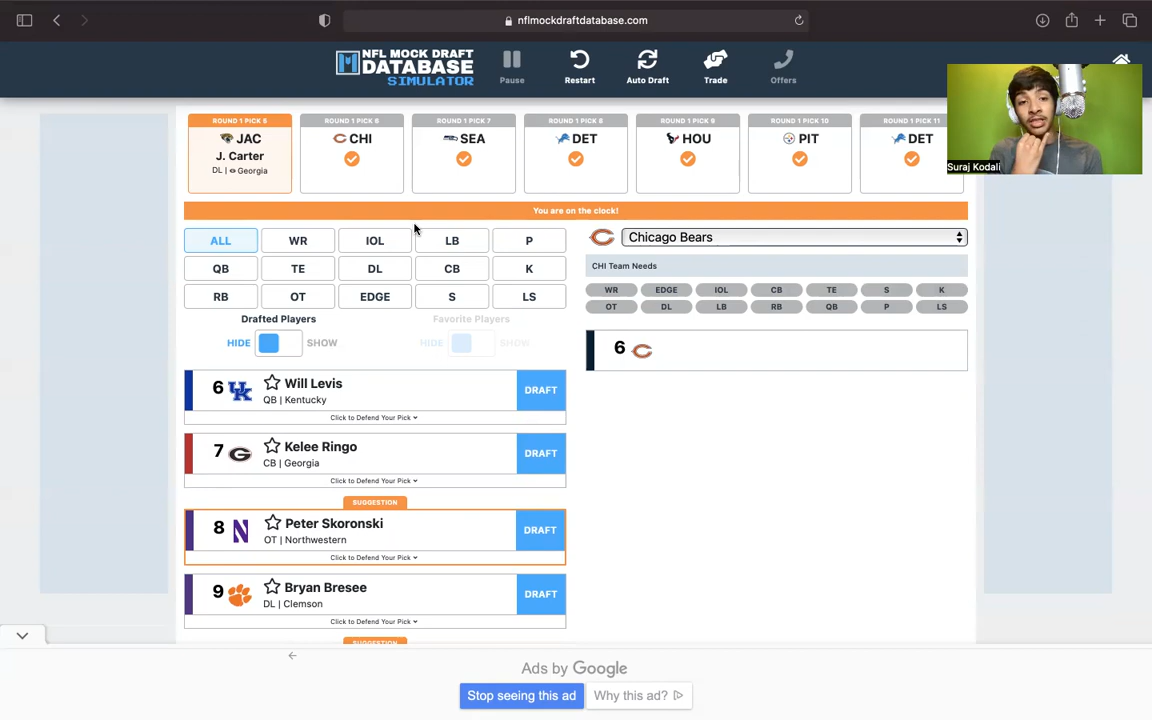 nflmockdraftdatabase.com
NFL MOCK DRAFT
DATABASE
SIMULATOR
Pause
Restart
Auto Draft
Trade
Offers
Suraj Kodali
ROUND 1 PICK 5
JAC
J. Carter
DL | Georgia
ROUND 1 PICK 6
CHI
ROUND 1 PICK 7
SEA
ROUND 1 PICK 8
DET
ROUND 1 PICK 9
HOU
ROUND 1 PICK 10
PIT
ROUND 1 PICK 11
DET
You are on the clock!
ALL WR IOL LB P
QB TE DL CB K
RB OT EDGE S LS
Drafted Players
HIDE SHOW
Favorite Players
HIDE SHOW
6 Will Levis
QB | Kentucky
DRAFT
Click to Defend Your Pick
7 Kelee Ringo
CB | Georgia
DRAFT
Click to Defend Your Pick
SUGGESTION
8 Peter Skoronski
OT | Northwestern
DRAFT
Click to Defend Your Pick
9 Bryan Bresee
DL | Clemson
DRAFT
Click to Defend Your Pick
SUGGESTION
Chicago Bears
CHI Team Needs
WR EDGE IOL CB TE S K
OT DL LB RB QB P LS
6
Ads by Google
Stop seeing this ad
Why this ad?